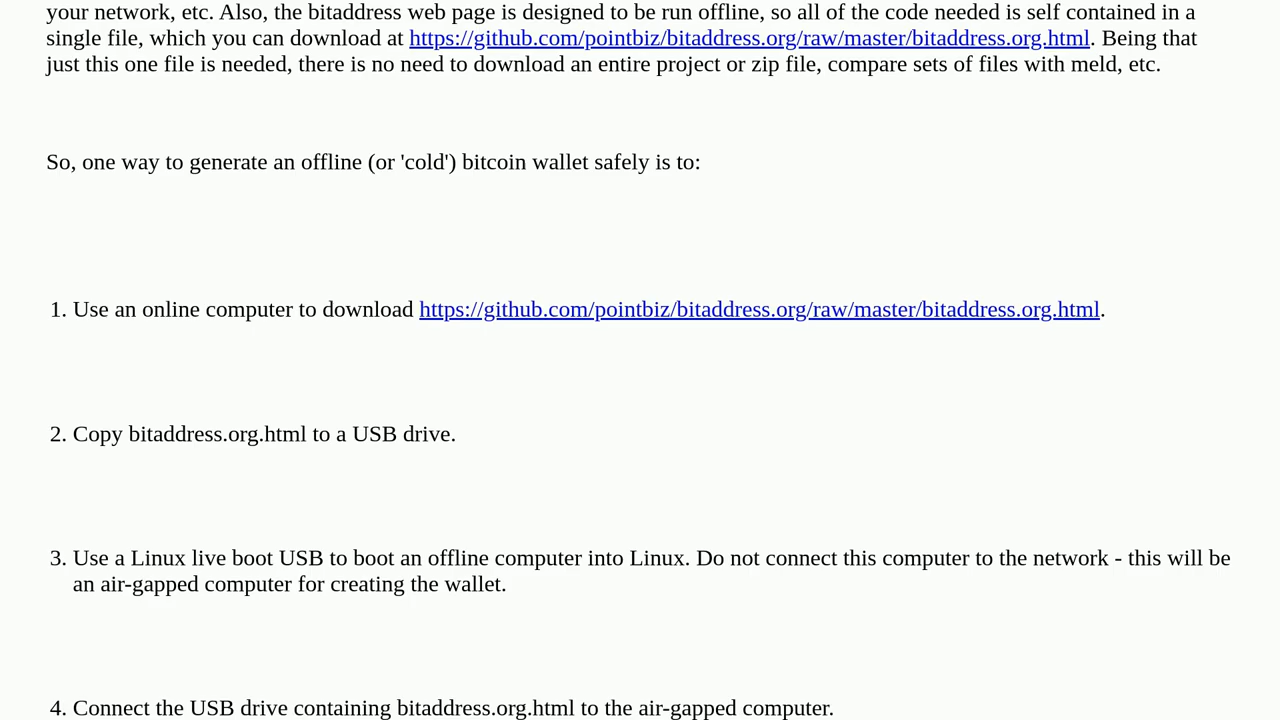 your network, etc. Also, the bitaddress web page is designed to be run offline, so all of the code needed is self contained in a
single file, which you can download at https://github.com/pointbiz/bitaddress.org/raw/master/bitaddress.org.html. Being that
just this one file is needed, there is no need to download an entire project or zip file, compare sets of files with meld, etc.
So, one way to generate an offline (or 'cold') bitcoin wallet safely is to:
1. Use an online computer to download https://github.com/pointbiz/bitaddress.org/raw/master/bitaddress.org.html.
2. Copy bitaddress.org.html to a USB drive.
3. Use a Linux live boot USB to boot an offline computer into Linux. Do not connect this computer to the network - this will be
an air-gapped computer for creating the wallet.
4. Connect the USB drive containing bitaddress.org.html to the air-gapped computer.